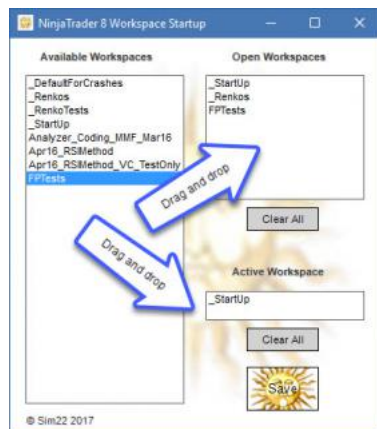 NinjaTrader 8 Workspace Startup
Available Workspaces
_DefaultForCrashes
_Renkos
_RenkoTests
_StartUp
Analyzer_Coding_MMF_Mar16
Apr16_RSIMethod
Apr16_RSIMethod_VC_TestOnly
FPTests
Open Workspaces
_StartUp
_Renkos
FPTests
Drag and drop
Clear All
Drag and drop
Active Workspace
_StartUp
Clear All
Save
© Sim22 2017